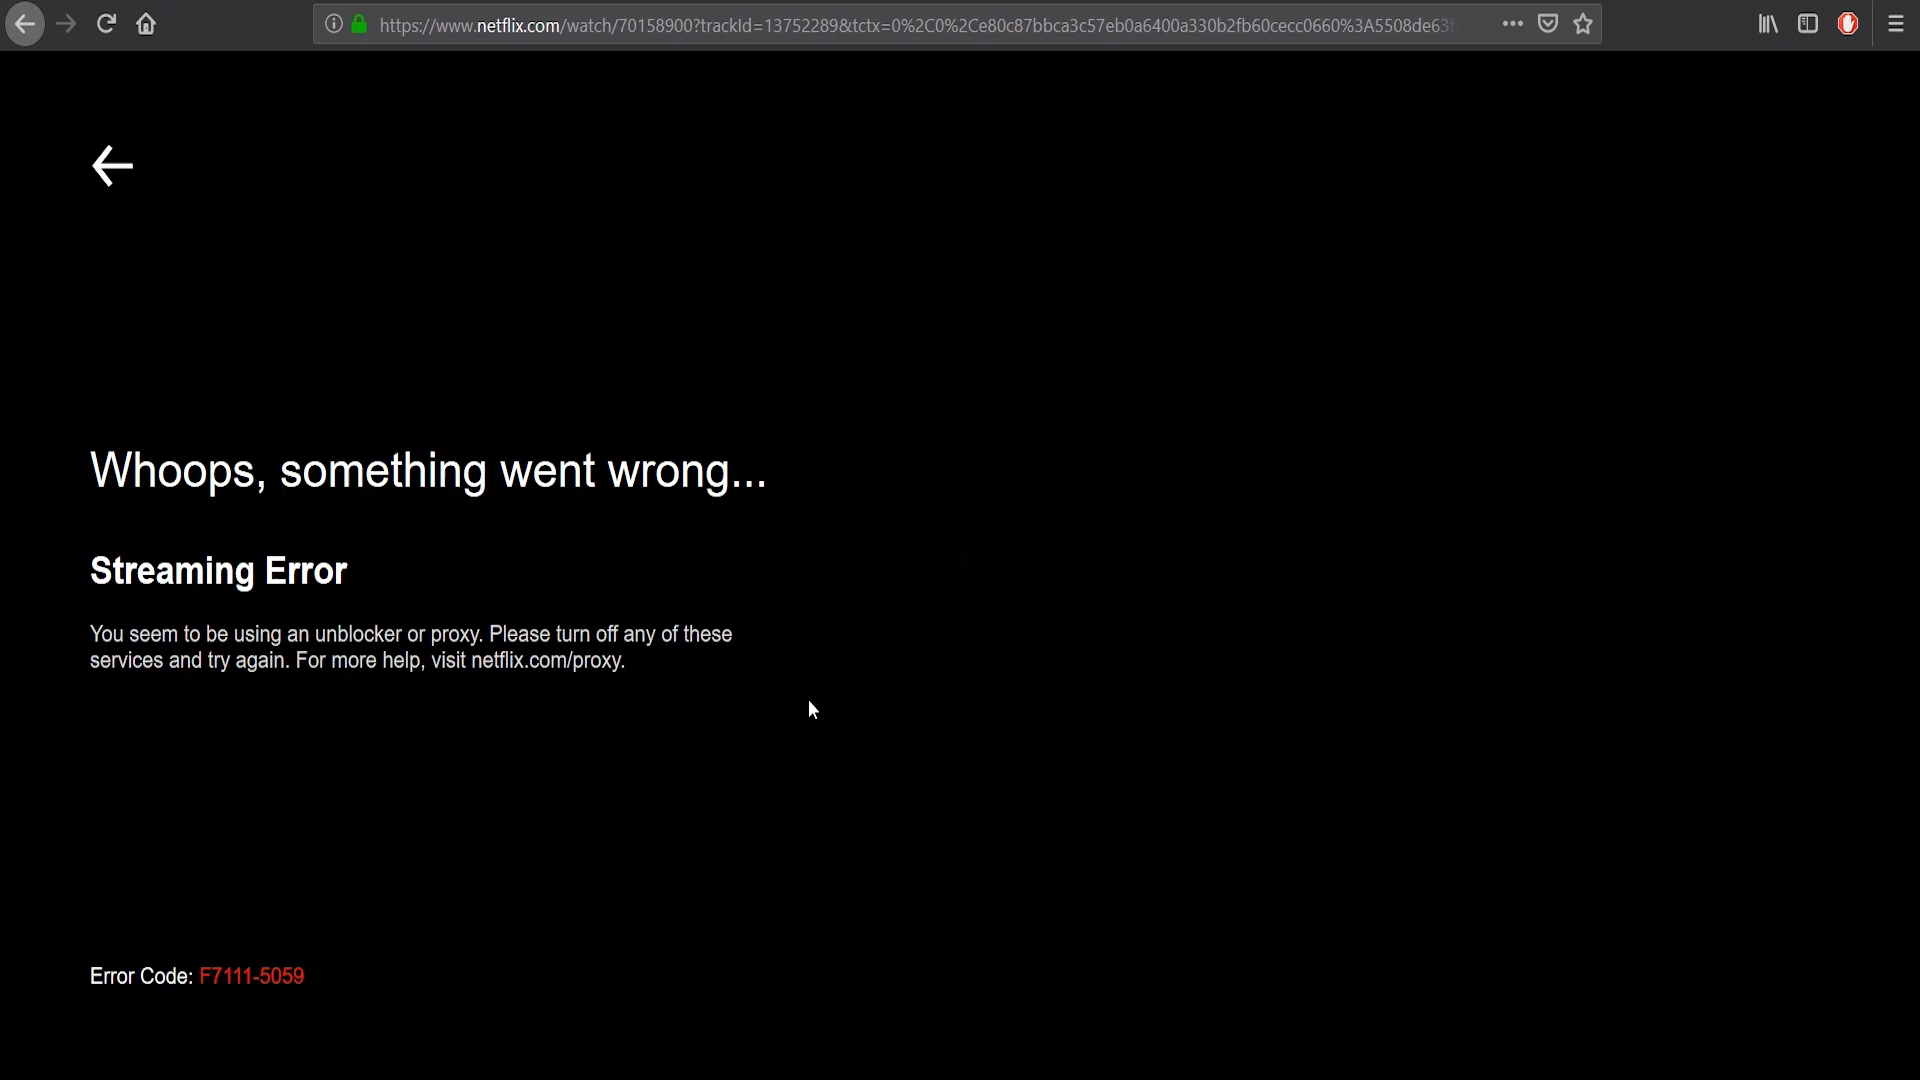 https://www.netflix.com/watch/70158900?trackId=13752289&tctx=0%2C0%2Ce80c87bbca3c57eb0a6400a330b2fb60cecc0660%3A5508de63f
Whoops, something went wrong...
Streaming Error
You seem to be using an unblocker or proxy. Please turn off any of these
services and try again. For more help, visit netflix.com/proxy.
Error Code: F7111-5059